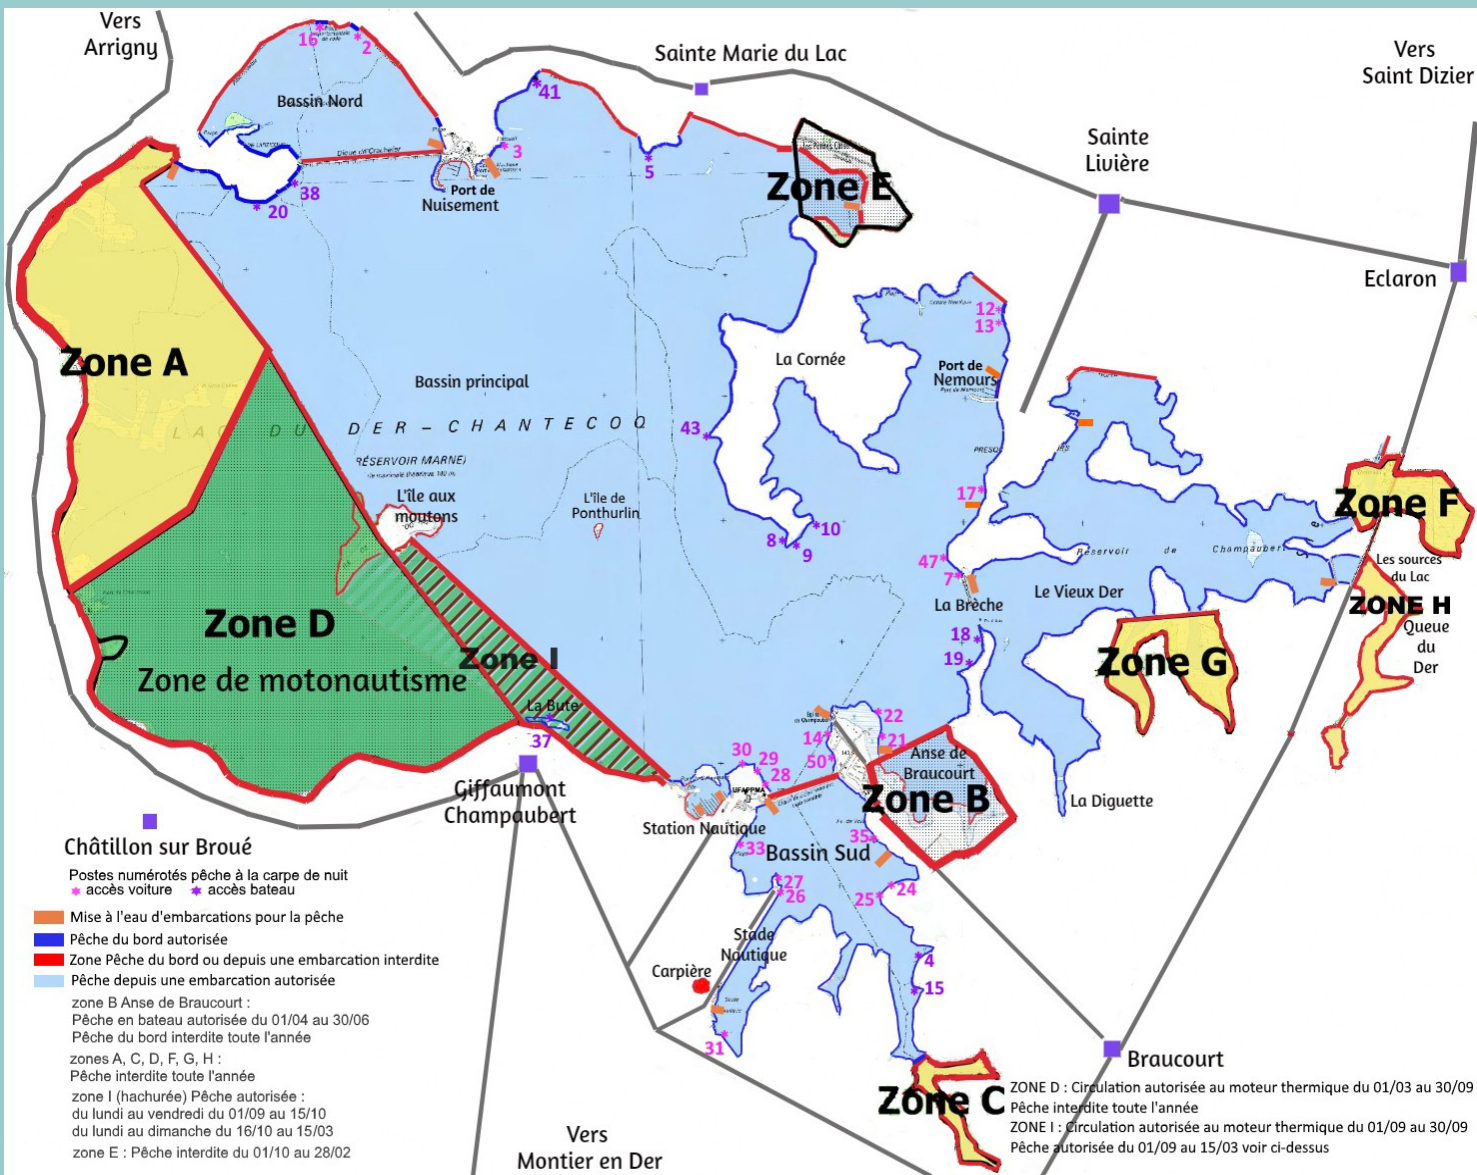 Vers
Arrigny
Sainte Marie du Lac
Vers
Saint Dizier
16
2
Bassin Nord
41
3
5
Sainte
Livière
Port de
Nuisement
38
20
Zone E
Eclaron
12
13
Zone A
La Cornée
Port de
Nemours
Bassin principal
43
LAC DU DER-CHANTECOQ
RÉSERVOIR MARNE)
L'île aux
moutons
L'île de
Ponthurlin
17
PRESQ
Zone F
8
9
10
47
7
Réservoir de Champaubert
Les sources
du Lac
La Brèche
Le Vieux Der
ZONE H
Queue
du
Der
Zone D
Zone de motonautisme
Zone I
18
19
Zone G
La Bute
37
22
14
21
50
Anse de
Braucourt
30
29
28
UFAPPMA
Zone B
La Diguette
Giffaumont
Champaubert
Station Nautique
35
33
Bassin Sud
27
26
24
25
Stade
Nautique
4
15
Carpière
31
Braucourt
Zone C
Vers
Montier en Der
Châtillon sur Broué
Postes numérotés pêche à la carpe de nuit
* accès voiture * accès bateau
Mise à l'eau d'embarcations pour la pêche
Pêche du bord autorisée
Zone Pêche du bord ou depuis une embarcation interdite
Pêche depuis une embarcation autorisée
zone B Anse de Braucourt :
Pêche en bateau autorisée du 01/04 au 30/06
Pêche du bord interdite toute l'année
zones A, C, D, F, G, H :
Pêche interdite toute l'année
zone I (hachurée) Pêche autorisée :
du lundi au vendredi du 01/09 au 15/10
du lundi au dimanche du 16/10 au 15/03
zone E : Pêche interdite du 01/10 au 28/02
ZONE D : Circulation autorisée au moteur thermique du 01/03 au 30/09
Pêche interdite toute l'année
ZONE I : Circulation autorisée au moteur thermique du 01/09 au 30/09
Pêche autorisée du 01/09 au 15/03 voir ci-dessus